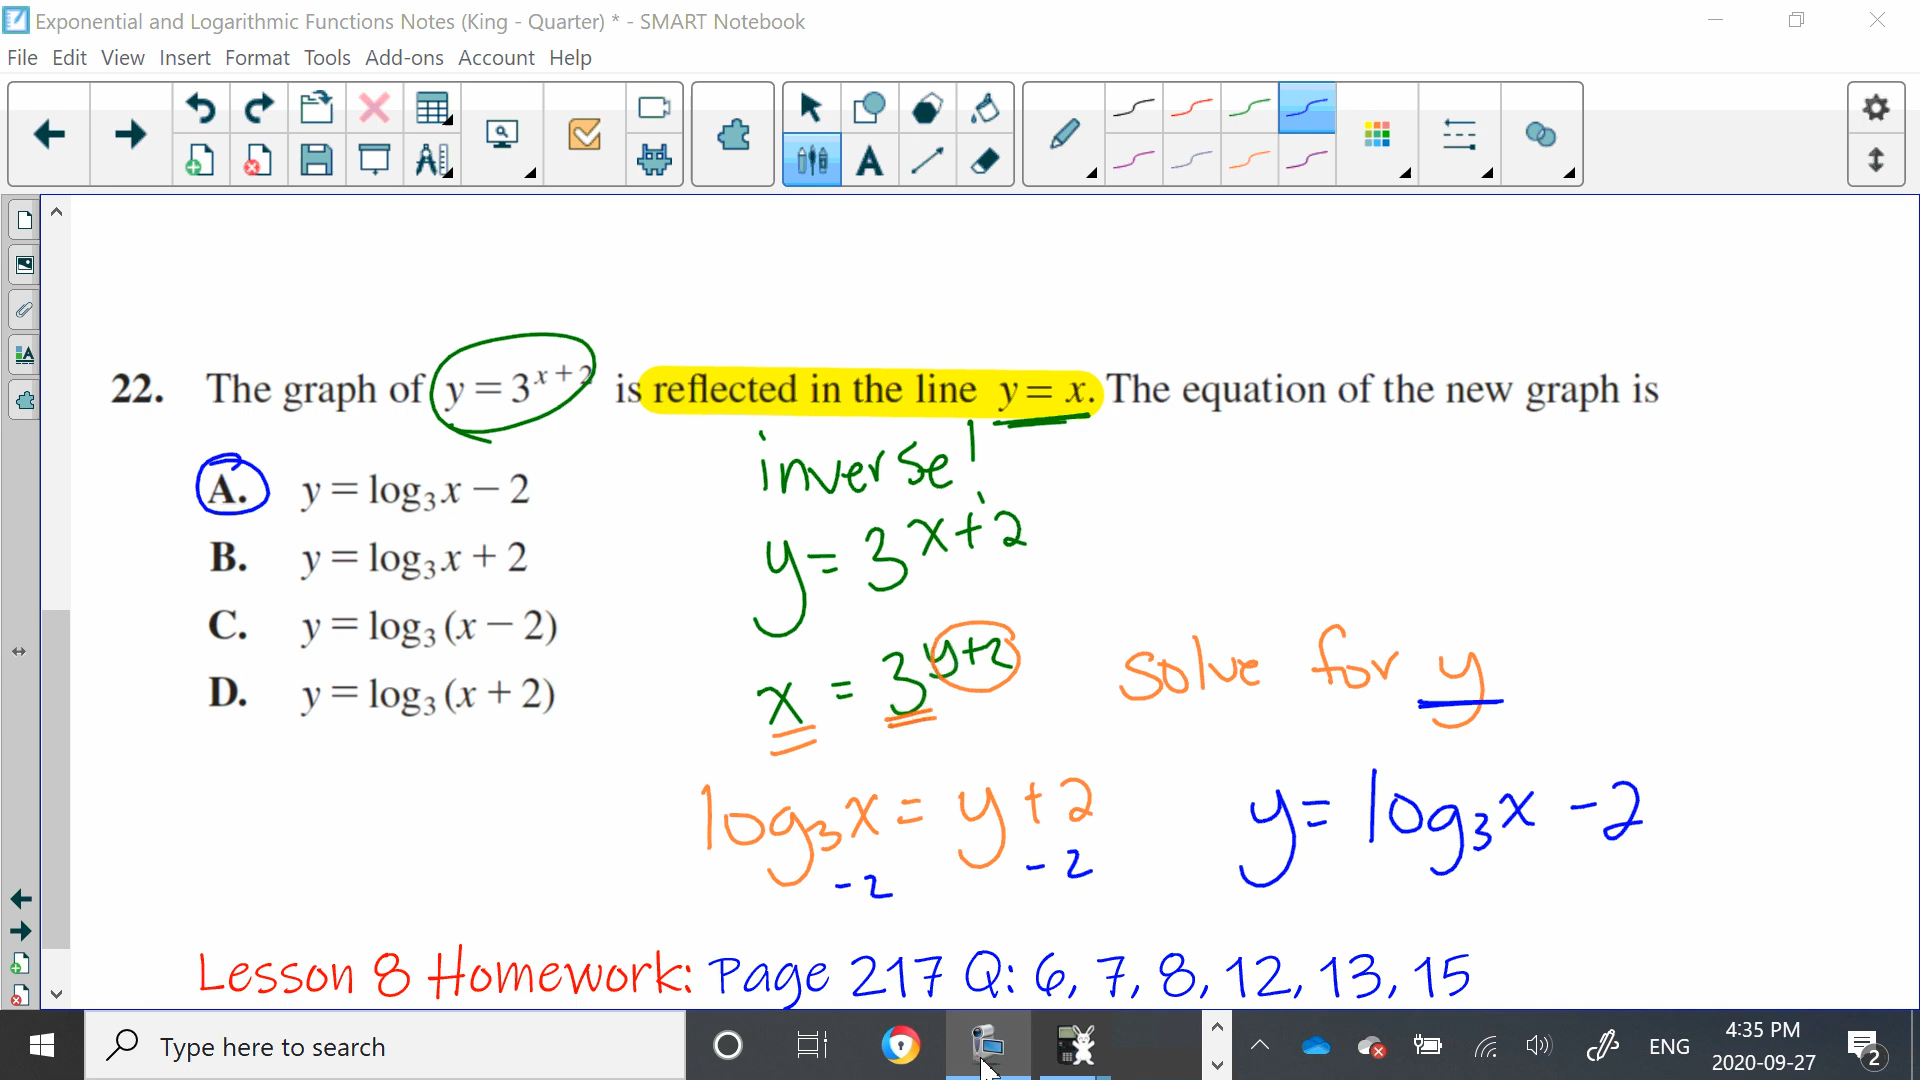 Exponential and Logarithmic Functions Notes (King - Quarter) * - SMART Notebook
File Edit View Insert Format Tools Add-ons Account Help
22. The graph of y = 3^{x + 2} is reflected in the line y = x. The equation of the new graph is
inverse!
A. y = log₃x − 2
y = 3^{x+2}
B. y = log₃x + 2
C. y = log₃(x − 2)
x = 3^{y+2} solve for y
D. y = log₃(x + 2)
log₃x = y + 2 y = log₃x - 2
-2 -2
Lesson 8 Homework: Page 217 Q: 6, 7, 8, 12, 13, 15
Type here to search
ENG
4:35 PM
2020-09-27
2